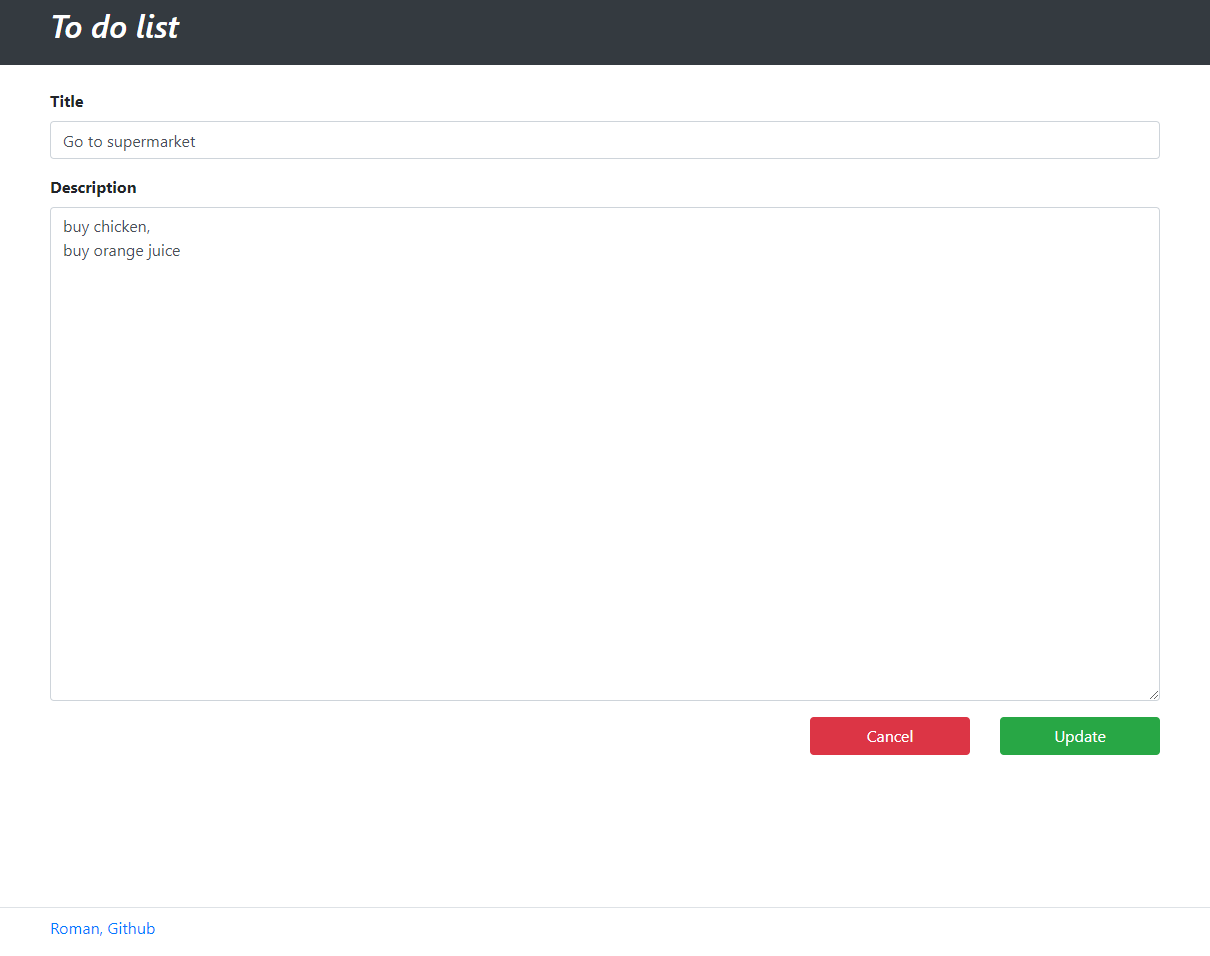 To do list
Title
Go to supermarket
Description
buy chicken,
buy orange juice
Cancel
Update
Roman, Github